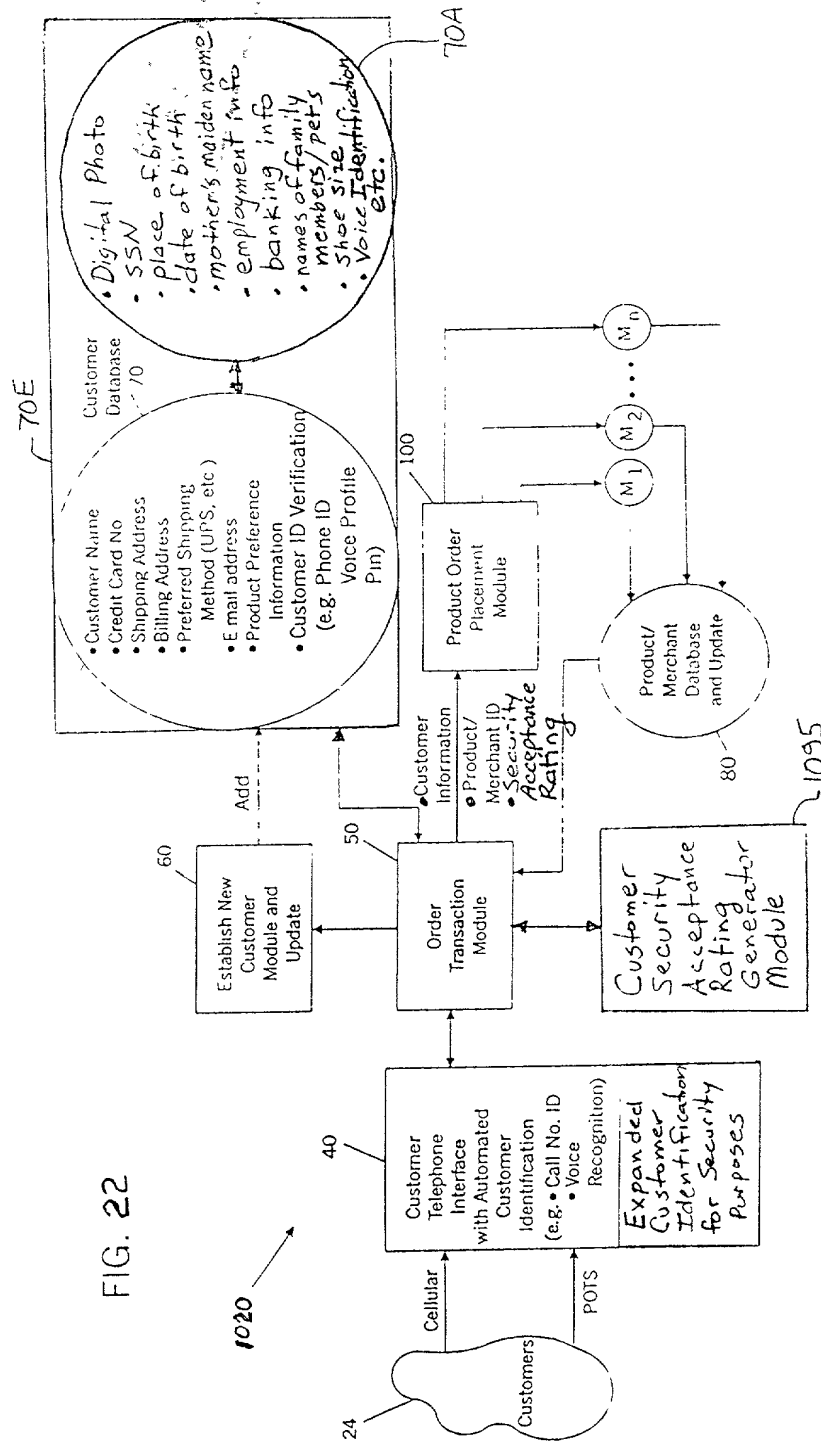 FIG. 22
1020
24
Customers
Cellular
POTS
40
Customer
Telephone
Interface
with Automated
Customer
Identification
(e.g. • Call No. ID
• Voice
Recognition)
Expanded
Customer
Identification
for Security
Purposes
60
Establish New
Customer
Module and
Update
Add
50
Order
Transaction
Module
Customer
Security
Acceptance
Rating
Generator
Module
1095
70E
Customer
Database
70
• Customer Name
• Credit Card No
• Shipping Address
• Billing Address
• Preferred Shipping
Method (UPS, etc )
• E mail address
• Product Preference
Information
• Customer ID Verification
(e.g. Phone ID
Voice Profile
Pin)
70A
• Digital Photo
• SSN
• place of birth
• date of birth
• mother's maiden name
• employment info
• banking info
• names of family
members/pets
• Shoe size
• Voice Identification
etc.
• Customer
Information
• Product/
Merchant ID
• Security
Acceptance
Rating
100
Product Order
Placement
Module
M1
M2
• • •
Mn
Product/
Merchant
Database
and Update
80